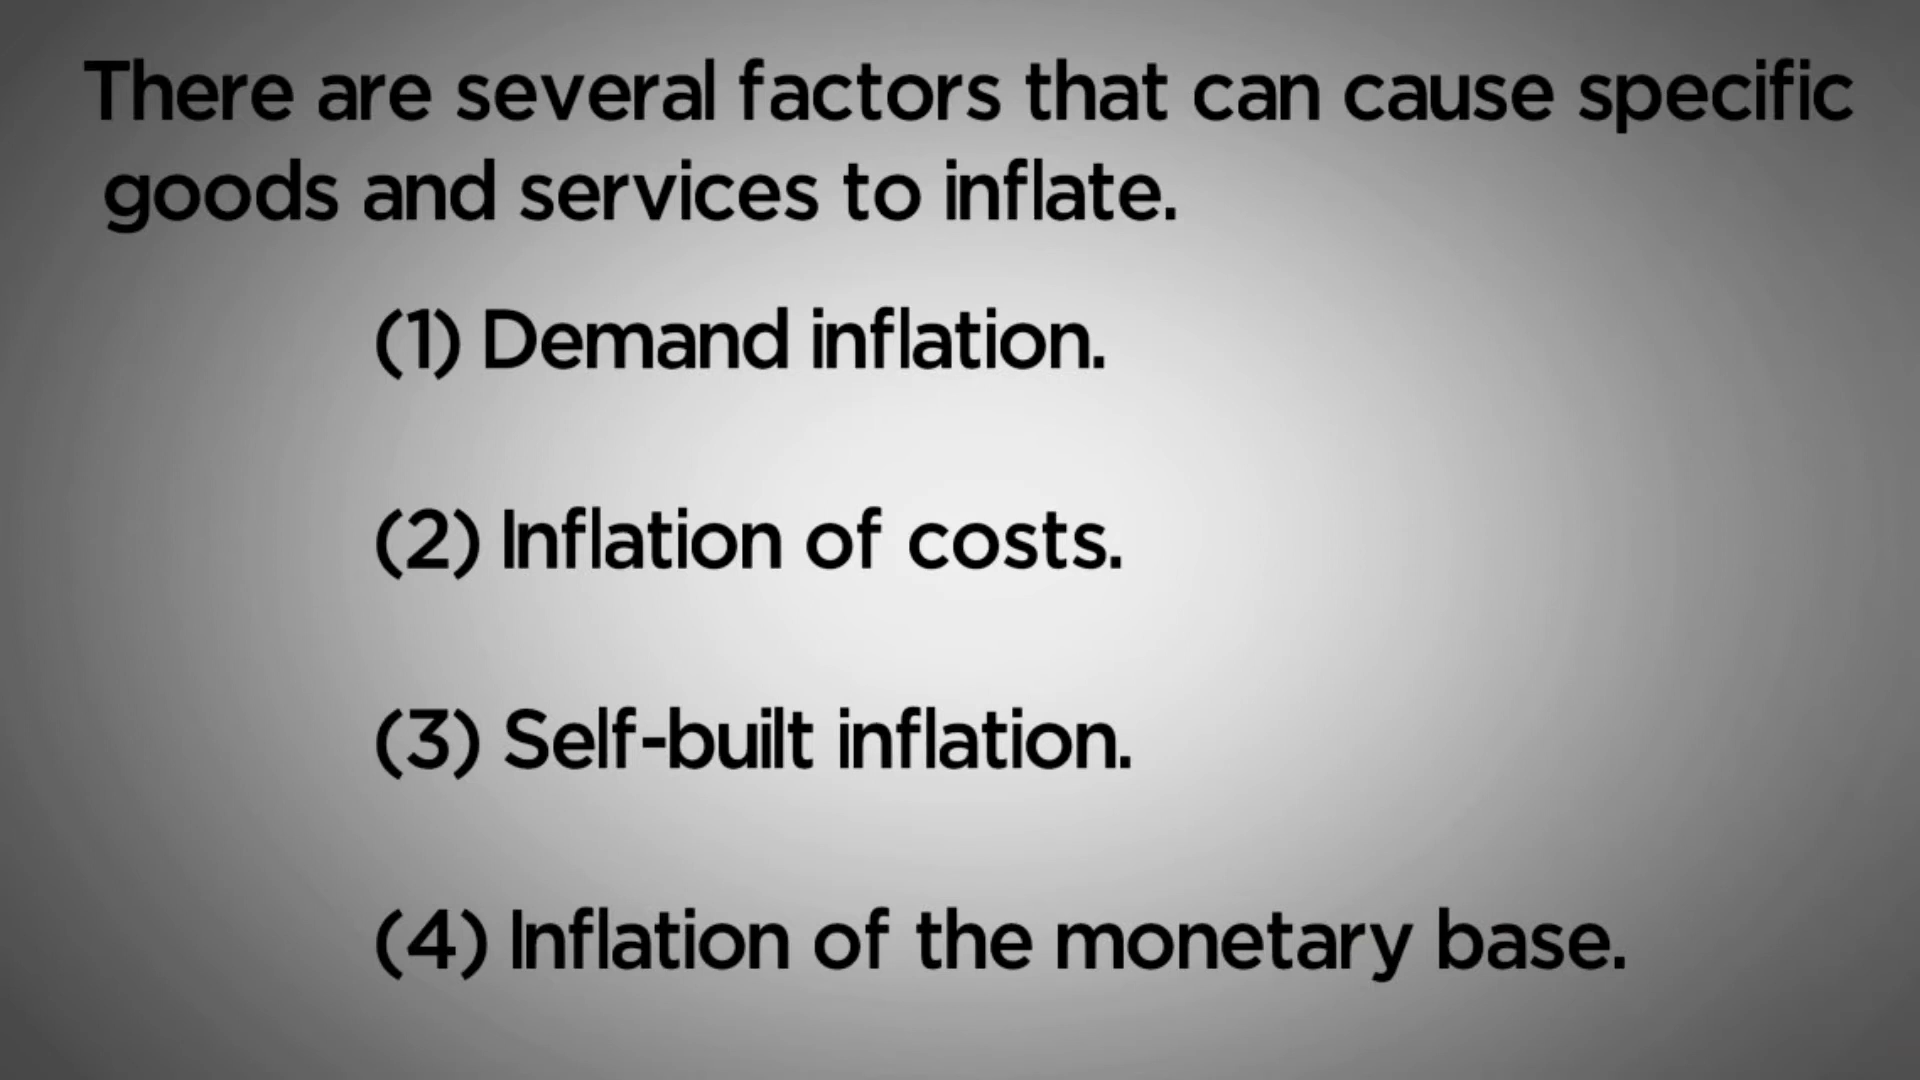 There are several factors that can cause specific
goods and services to inflate.
(1) Demand inflation.
(2) Inflation of costs.
(3) Self-built inflation.
(4) Inflation of the monetary base.